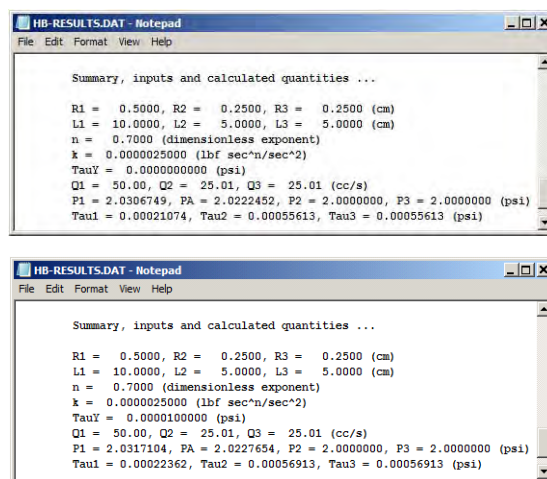 HB-RESULTS.DAT - Notepad
File Edit Format View Help
Summary, inputs and calculated quantities ...
R1 = 0.5000, R2 = 0.2500, R3 = 0.2500 (cm)
L1 = 10.0000, L2 = 5.0000, L3 = 5.0000 (cm)
n = 0.7000 (dimensionless exponent)
k = 0.0000025000 (lbf sec^n/sec^2)
TauY = 0.0000000000 (psi)
Q1 = 50.00, Q2 = 25.01, Q3 = 25.01 (cc/s)
P1 = 2.0306749, PA = 2.0222452, P2 = 2.0000000, P3 = 2.0000000 (psi)
Tau1 = 0.00021074, Tau2 = 0.00055613, Tau3 = 0.00055613 (psi)
HB-RESULTS.DAT - Notepad
File Edit Format View Help
Summary, inputs and calculated quantities ...
R1 = 0.5000, R2 = 0.2500, R3 = 0.2500 (cm)
L1 = 10.0000, L2 = 5.0000, L3 = 5.0000 (cm)
n = 0.7000 (dimensionless exponent)
k = 0.0000025000 (lbf sec^n/sec^2)
TauY = 0.0000100000 (psi)
Q1 = 50.00, Q2 = 25.01, Q3 = 25.01 (cc/s)
P1 = 2.0317104, PA = 2.0227654, P2 = 2.0000000, P3 = 2.0000000 (psi)
Tau1 = 0.00022362, Tau2 = 0.00056913, Tau3 = 0.00056913 (psi)